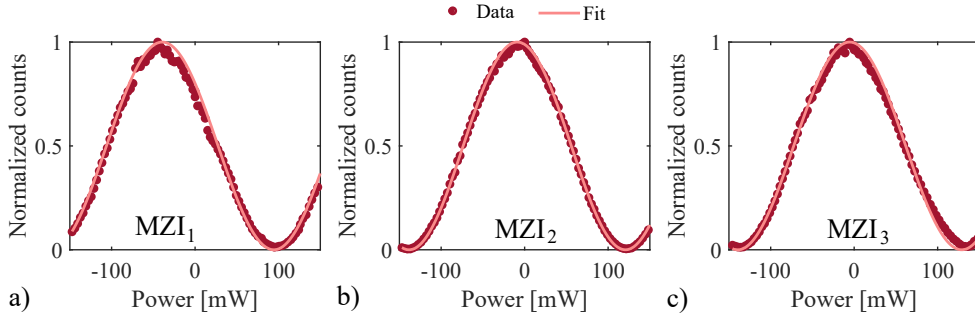 Data Fit
Normalized counts
1
0.5
0
-100 0 100
Power [mW]
MZI1
a)
Normalized counts
1
0.5
0
-100 0 100
Power [mW]
MZI2
b)
Normalized counts
1
0.5
0
-100 0 100
Power [mW]
MZI3
c)